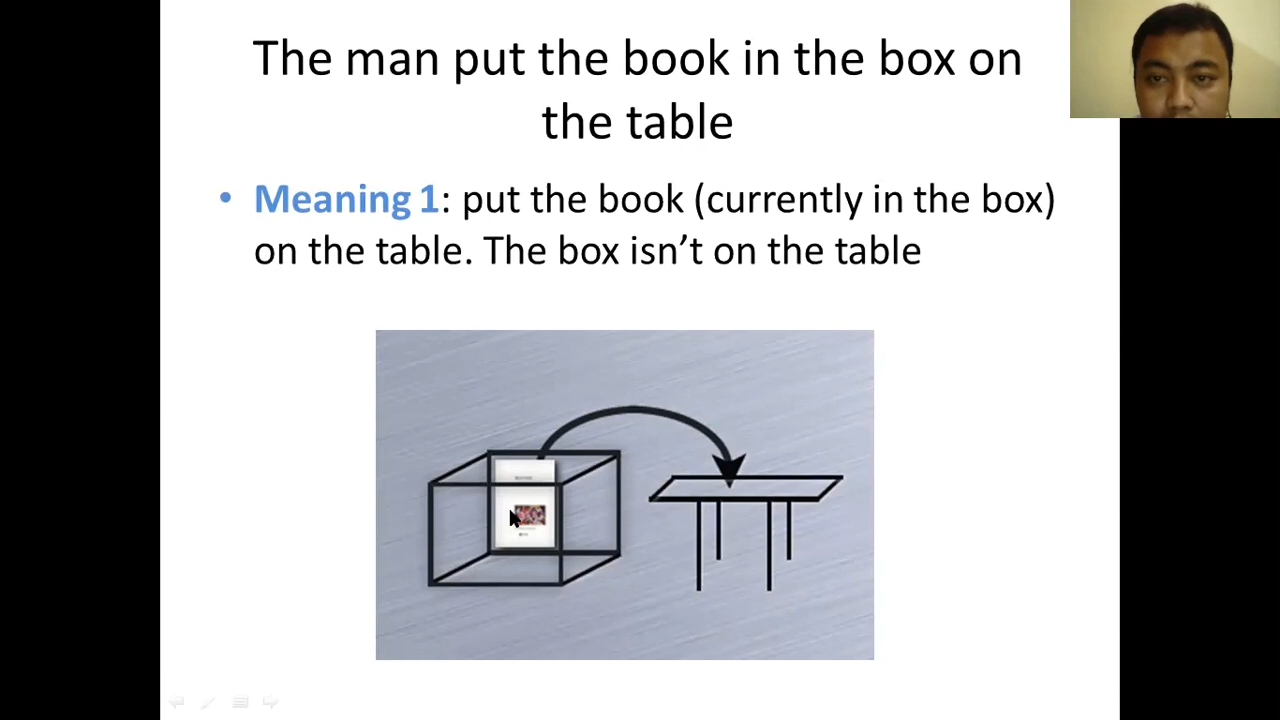 The man put the book in the box on
the table
• Meaning 1: put the book (currently in the box)
on the table. The box isn’t on the table